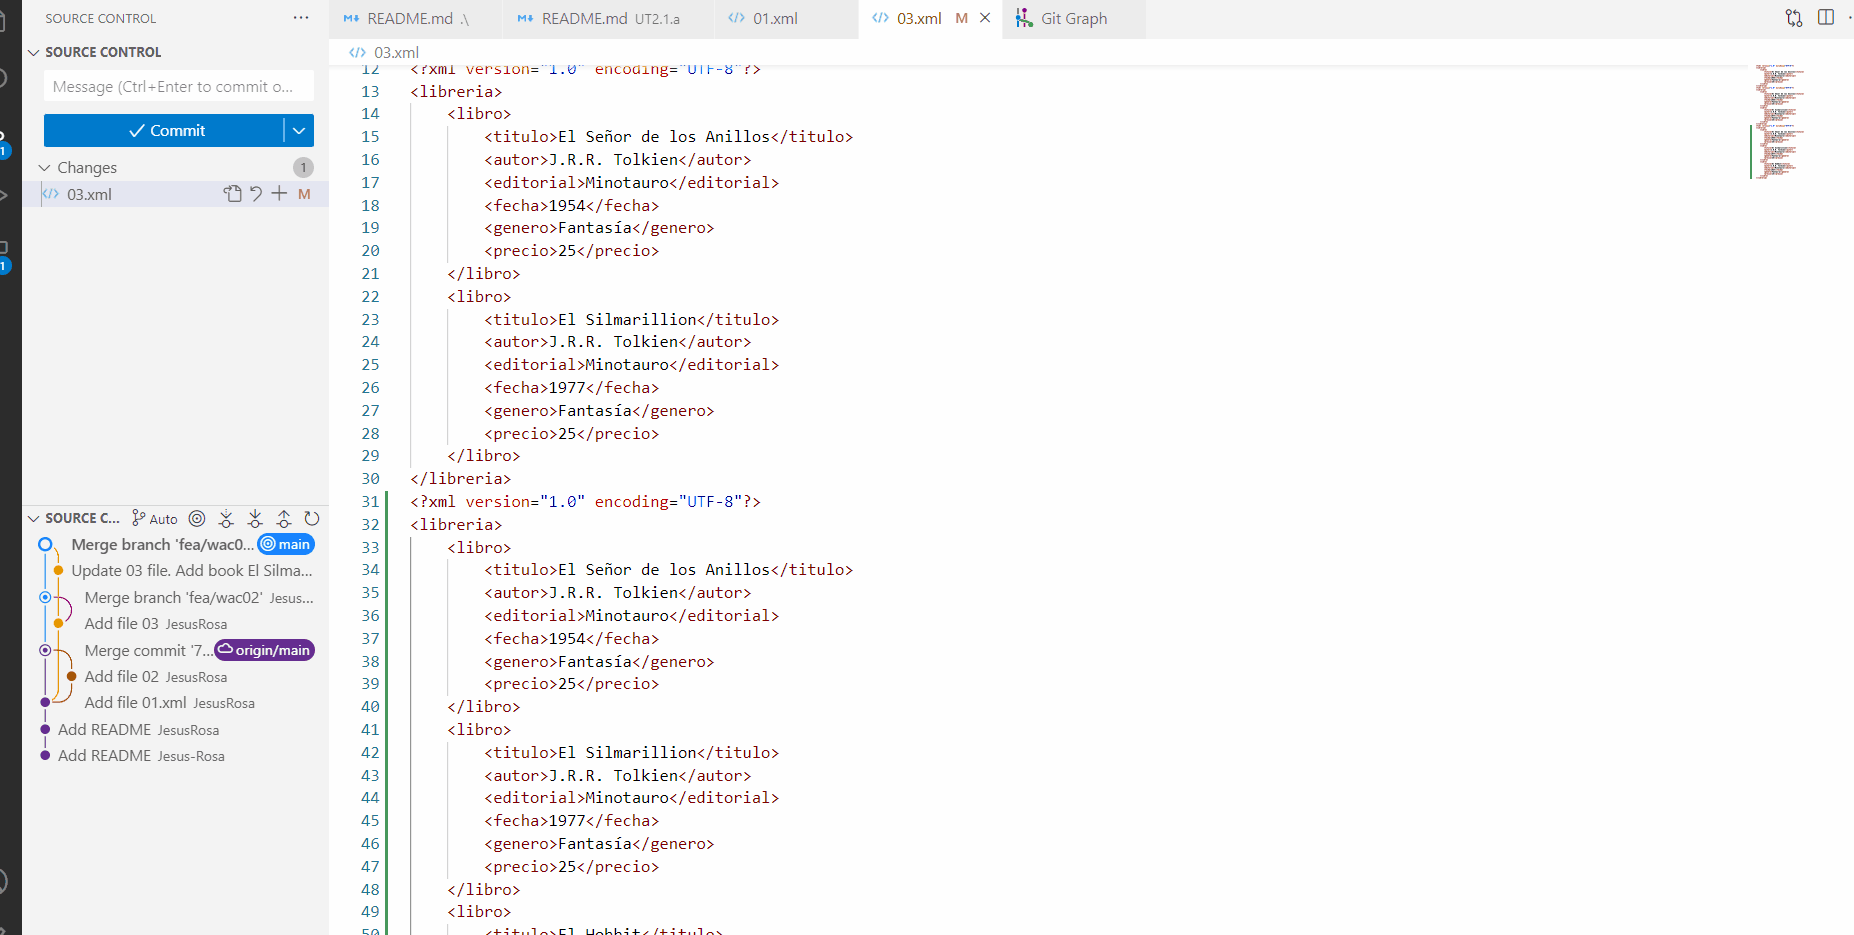 SOURCE CONTROL
SOURCE CONTROL
Message (Ctrl+Enter to commit o...
Commit
Changes 1
03.xml M
1
1
SOURCE C... Auto
Merge branch 'fea/wac0... main
Update 03 file. Add book El Silma...
Merge branch 'fea/wac02' Jesus...
Add file 03 JesusRosa
Merge commit '7... origin/main
Add file 02 JesusRosa
Add file 01.xml JesusRosa
Add README JesusRosa
Add README Jesus-Rosa
README.md .\ README.md UT2.1.a 01.xml 03.xml M Git Graph
03.xml
12 <?xml version="1.0" encoding="UTF-8"?>
13 <libreria>
14 <libro>
15 <titulo>El Señor de los Anillos</titulo>
16 <autor>J.R.R. Tolkien</autor>
17 <editorial>Minotauro</editorial>
18 <fecha>1954</fecha>
19 <genero>Fantasía</genero>
20 <precio>25</precio>
21 </libro>
22 <libro>
23 <titulo>El Silmarillion</titulo>
24 <autor>J.R.R. Tolkien</autor>
25 <editorial>Minotauro</editorial>
26 <fecha>1977</fecha>
27 <genero>Fantasía</genero>
28 <precio>25</precio>
29 </libro>
30 </libreria>
31 <?xml version="1.0" encoding="UTF-8"?>
32 <libreria>
33 <libro>
34 <titulo>El Señor de los Anillos</titulo>
35 <autor>J.R.R. Tolkien</autor>
36 <editorial>Minotauro</editorial>
37 <fecha>1954</fecha>
38 <genero>Fantasía</genero>
39 <precio>25</precio>
40 </libro>
41 <libro>
42 <titulo>El Silmarillion</titulo>
43 <autor>J.R.R. Tolkien</autor>
44 <editorial>Minotauro</editorial>
45 <fecha>1977</fecha>
46 <genero>Fantasía</genero>
47 <precio>25</precio>
48 </libro>
49 <libro>
50 <titulo>El Hobbit</titulo>